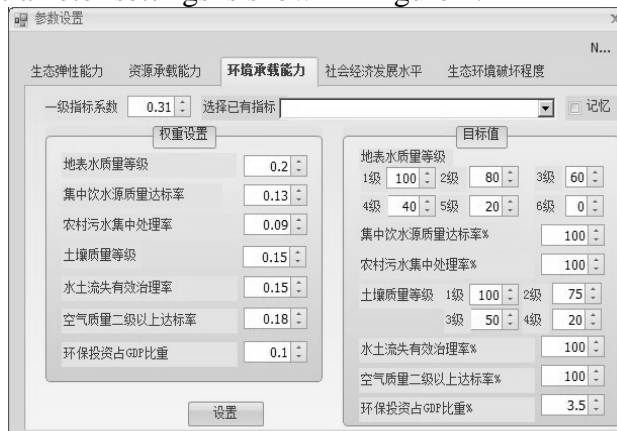 参数设置
N...
生态弹性能力 资源承载能力 环境承载能力 社会经济发展水平 生态环境破坏程度
一级指标系数 0.31 选择已有指标 记忆
权重设置
地表水质量等级 0.2
集中饮水源质量达标率 0.13
农村污水集中处理率 0.09
土壤质量等级 0.15
水土流失有效治理率 0.15
空气质量二级以上达标率 0.18
环保投资占GDP比重 0.1
设置
目标值
地表水质量等级
1级 100 2级 80 3级 60
4级 40 5级 20 6级 0
集中饮水源质量达标率% 100
农村污水集中处理率% 100
土壤质量等级 1级 100 2级 75
3级 50 4级 20
水土流失有效治理率% 100
空气质量二级以上达标率% 100
环保投资占GDP比重% 3.5